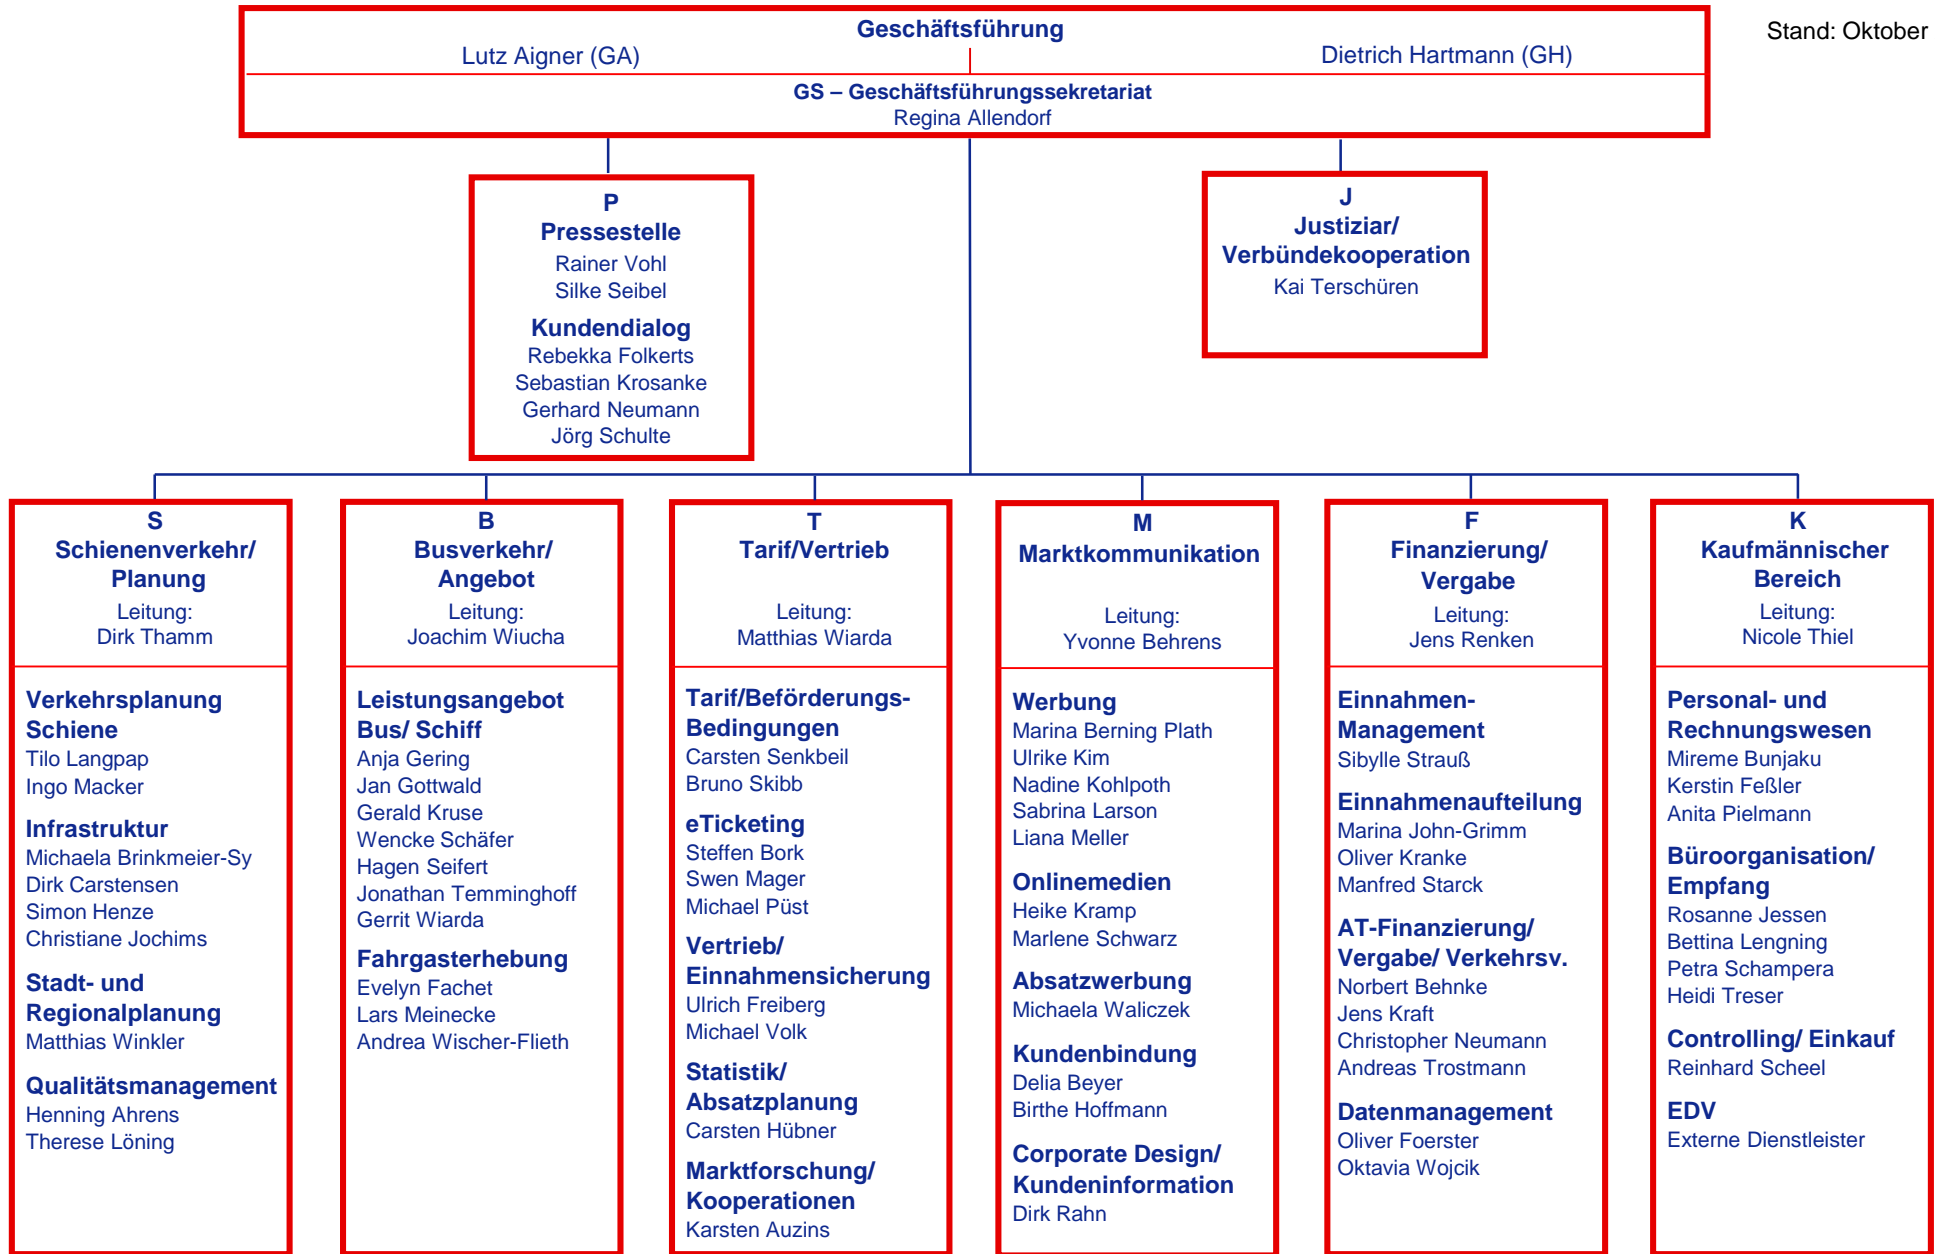 Geschäftsführung
Stand: Oktober
Lutz Aigner (GA)
Dietrich Hartmann (GH)
GS – Geschäftsführungssekretariat
Regina Allendorf
P
Pressestelle
Rainer Vohl
Silke Seibel
Kundendialog
Rebekka Folkerts
Sebastian Krosanke
Gerhard Neumann
Jörg Schulte
J
Justiziar/
Verbündekooperation
Kai Terschüren
S
Schienenverkehr/
Planung
Leitung:
Dirk Thamm
Verkehrsplanung
Schiene
Tilo Langpap
Ingo Macker
Infrastruktur
Michaela Brinkmeier-Sy
Dirk Carstensen
Simon Henze
Christiane Jochims
Stadt- und
Regionalplanung
Matthias Winkler
Qualitätsmanagement
Henning Ahrens
Therese Löning
B
Busverkehr/
Angebot
Leitung:
Joachim Wiucha
Leistungsangebot
Bus/ Schiff
Anja Gering
Jan Gottwald
Gerald Kruse
Wencke Schäfer
Hagen Seifert
Jonathan Temminghoff
Gerrit Wiarda
Fahrgasterhebung
Evelyn Fachet
Lars Meinecke
Andrea Wischer-Flieth
T
Tarif/Vertrieb
Leitung:
Matthias Wiarda
Tarif/Beförderungs-
Bedingungen
Carsten Senkbeil
Bruno Skibb
eTicketing
Steffen Bork
Swen Mager
Michael Püst
Vertrieb/
Einnahmensicherung
Ulrich Freiberg
Michael Volk
Statistik/
Absatzplanung
Carsten Hübner
Marktforschung/
Kooperationen
Karsten Auzins
M
Marktkommunikation
Leitung:
Yvonne Behrens
Werbung
Marina Berning Plath
Ulrike Kim
Nadine Kohlpoth
Sabrina Larson
Liana Meller
Onlinemedien
Heike Kramp
Marlene Schwarz
Absatzwerbung
Michaela Waliczek
Kundenbindung
Delia Beyer
Birthe Hoffmann
Corporate Design/
Kundeninformation
Dirk Rahn
F
Finanzierung/
Vergabe
Leitung:
Jens Renken
Einnahmen-
Management
Sibylle Strauß
Einnahmenaufteilung
Marina John-Grimm
Oliver Kranke
Manfred Starck
AT-Finanzierung/
Vergabe/ Verkehrsv.
Norbert Behnke
Jens Kraft
Christopher Neumann
Andreas Trostmann
Datenmanagement
Oliver Foerster
Oktavia Wojcik
K
Kaufmännischer
Bereich
Leitung:
Nicole Thiel
Personal- und
Rechnungswesen
Mireme Bunjaku
Kerstin Feßler
Anita Pielmann
Büroorganisation/
Empfang
Rosanne Jessen
Bettina Lengning
Petra Schampera
Heidi Treser
Controlling/ Einkauf
Reinhard Scheel
EDV
Externe Dienstleister